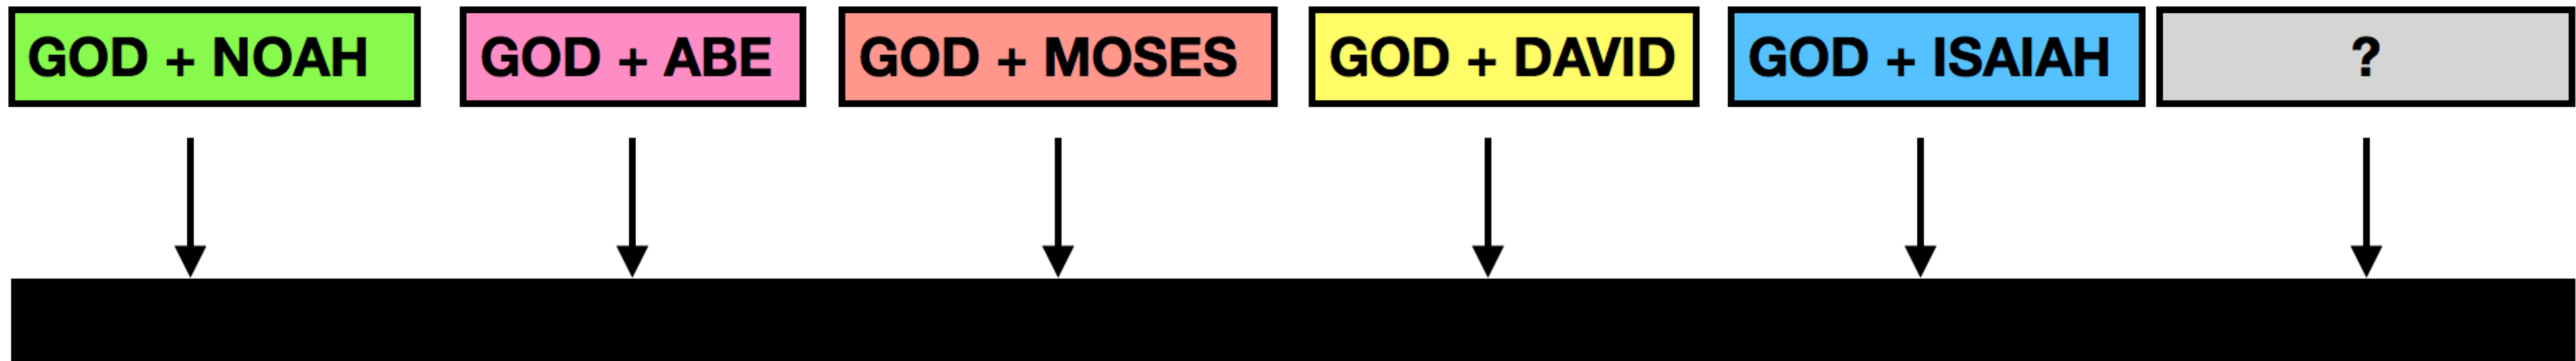 GOD + NOAH
GOD + ABE
GOD + MOSES
GOD + DAVID
GOD + ISAIAH
?